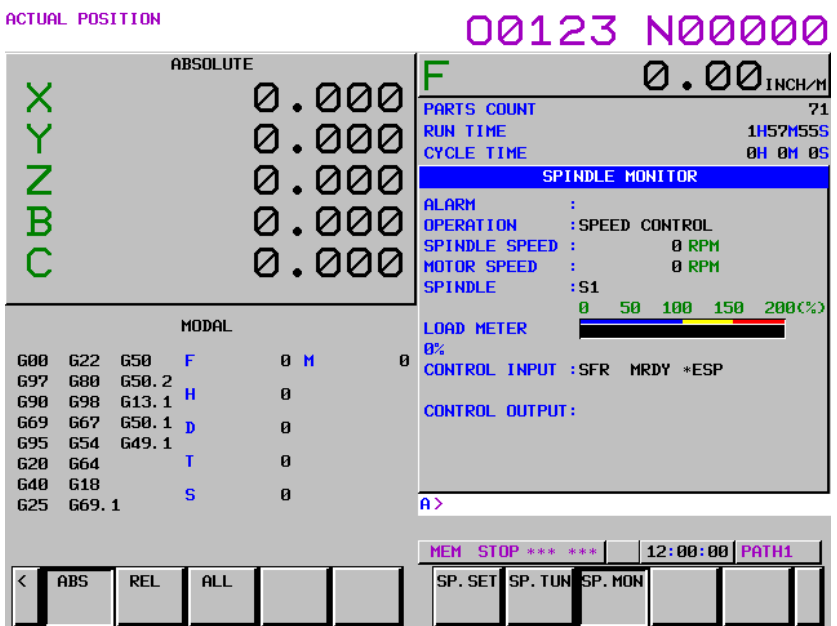 ACTUAL POSITION
O0123 N00000
ABSOLUTE
X 0.000
Y 0.000
Z 0.000
B 0.000
C 0.000
F 0.00 INCH/M
PARTS COUNT 71
RUN TIME 1H57M55S
CYCLE TIME 0H 0M 0S
SPINDLE MONITOR
ALARM :
OPERATION :SPEED CONTROL
SPINDLE SPEED : 0 RPM
MOTOR SPEED : 0 RPM
SPINDLE :S1
0 50 100 150 200(%)
LOAD METER
0%
CONTROL INPUT :SFR MRDY *ESP
CONTROL OUTPUT:
MODAL
G00 G22 G50 F 0 M 0
G97 G80 G50.2
G90 G98 G13.1 H 0
G69 G67 G50.1 D 0
G95 G54 G49.1
G20 G64 T 0
G40 G18
G25 G69.1 S 0
A>
MEM STOP *** *** 12:00:00 PATH1
< ABS REL ALL
SP.SET SP.TUN SP.MON